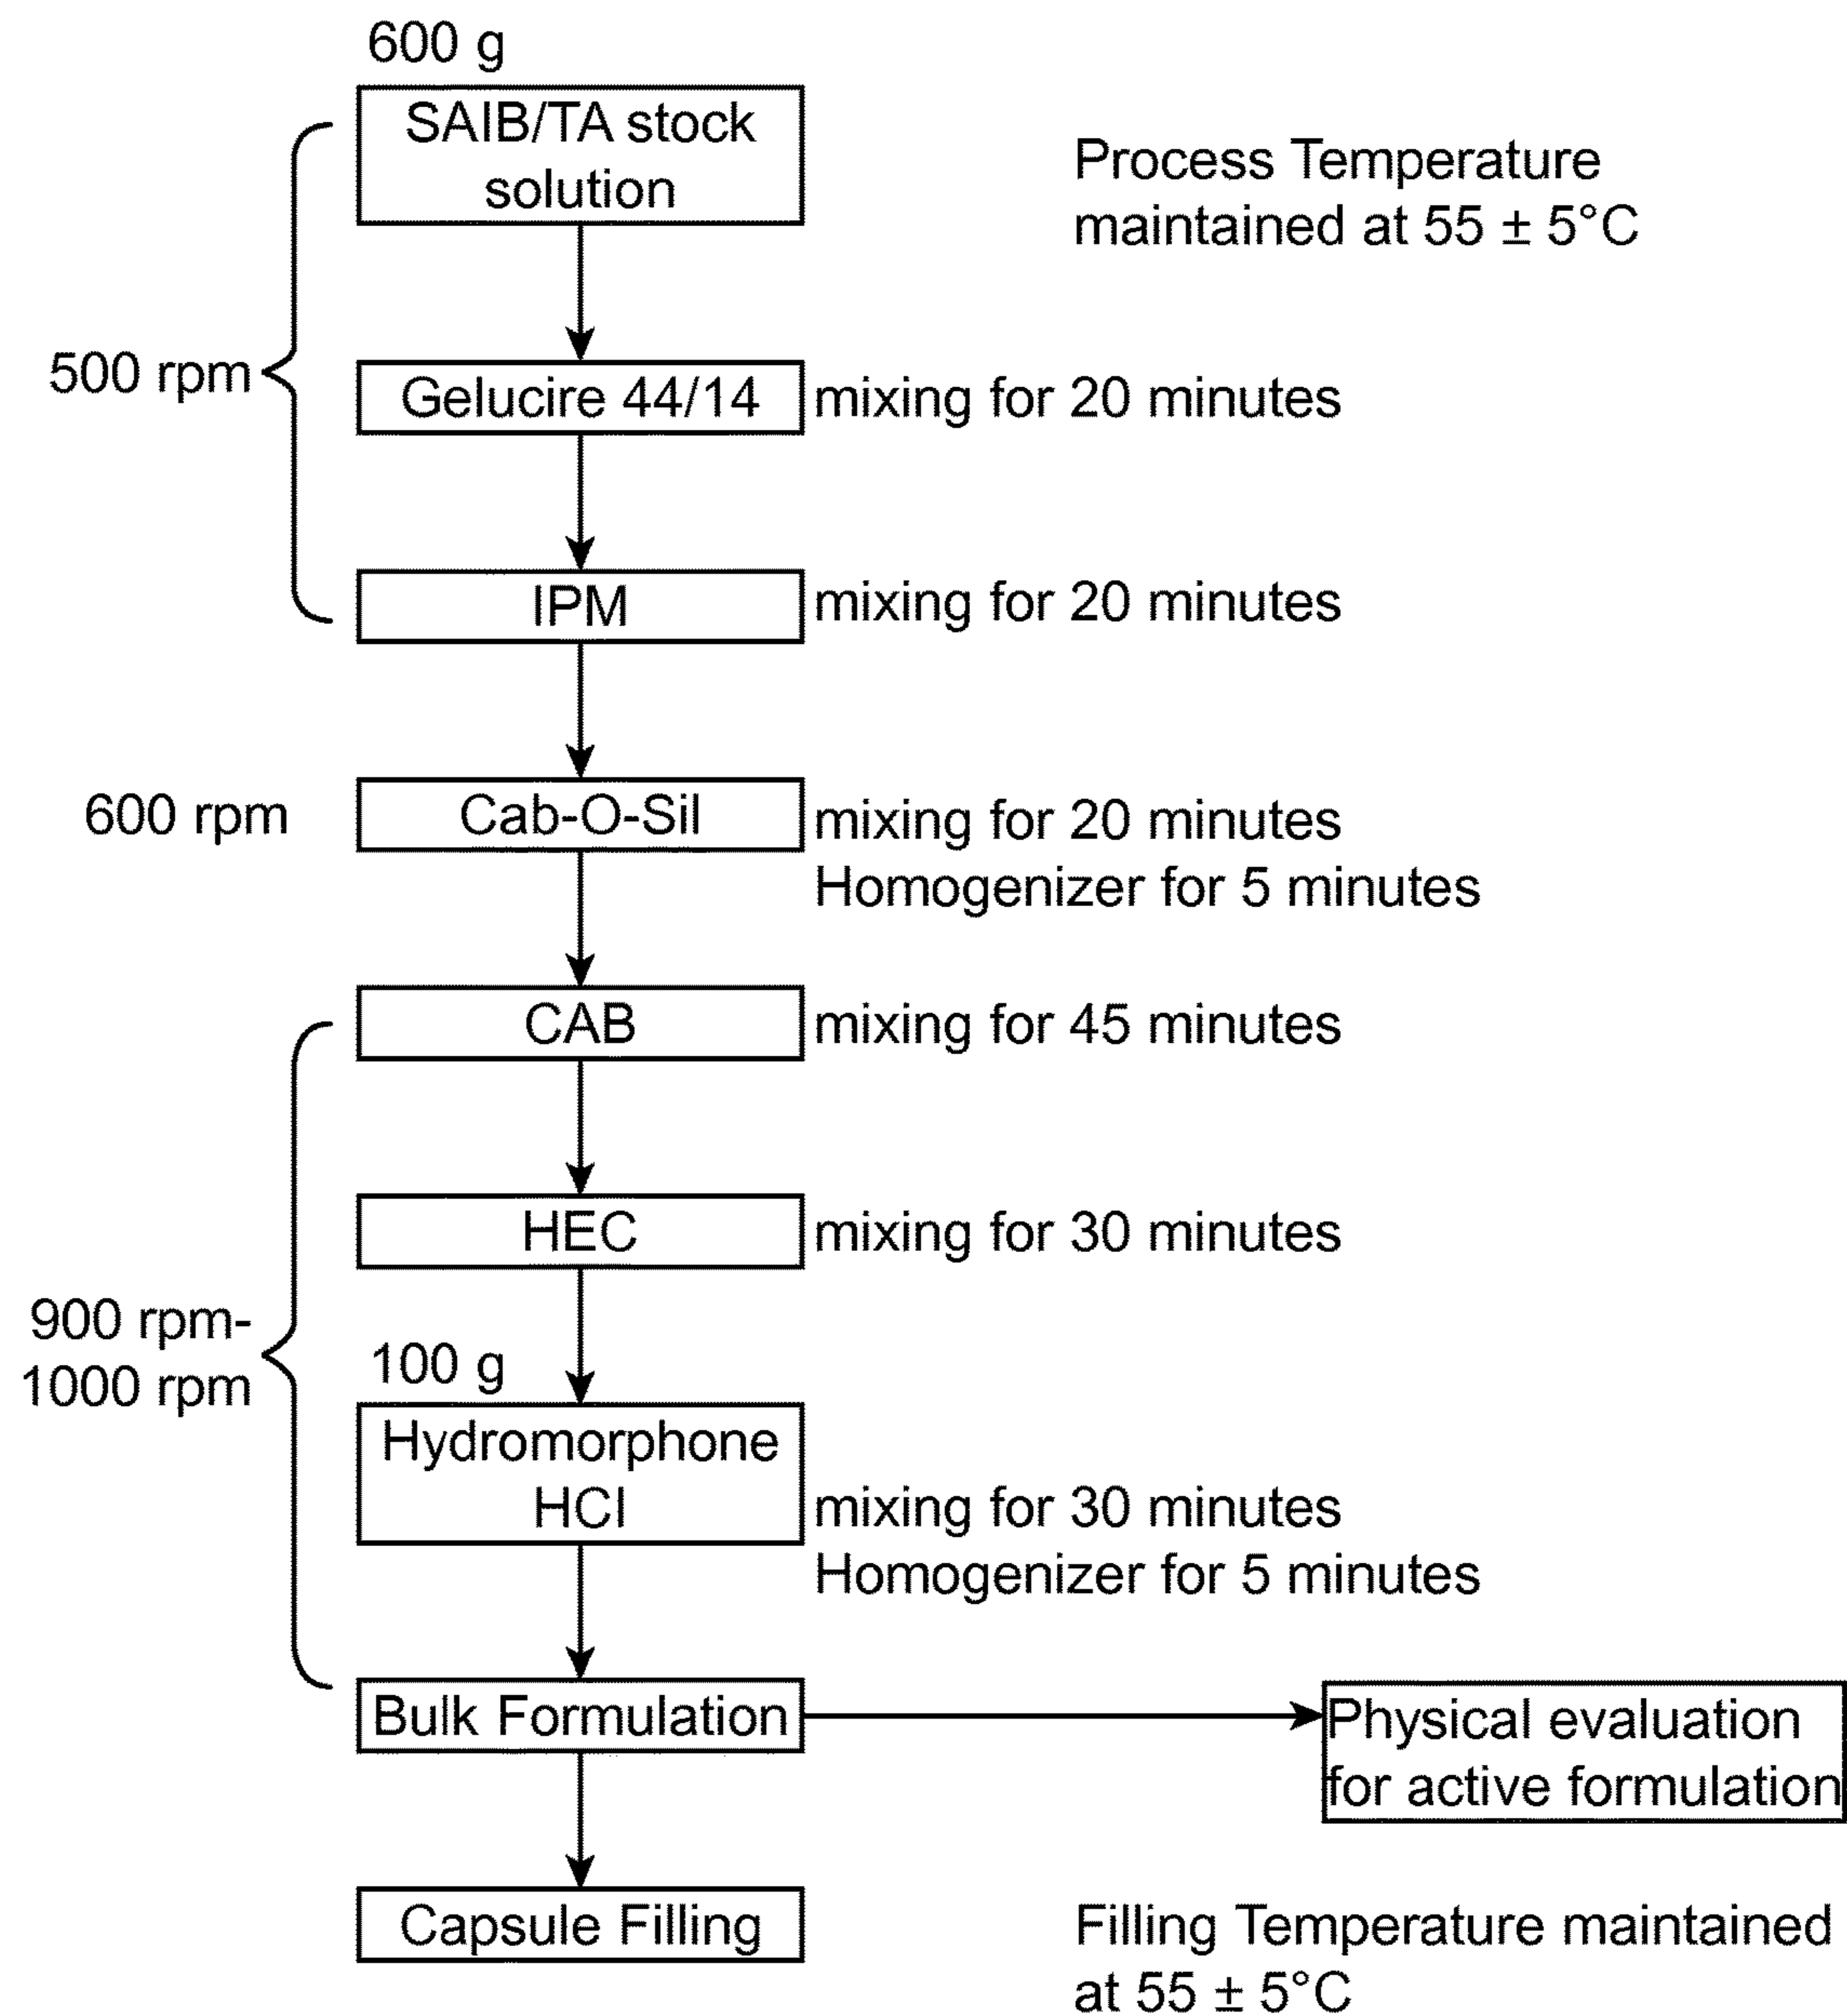 600 g
SAIB/TA stock
solution
Process Temperature
maintained at 55 ± 5°C
500 rpm
Gelucire 44/14
mixing for 20 minutes
IPM
mixing for 20 minutes
600 rpm
Cab-O-Sil
mixing for 20 minutes
Homogenizer for 5 minutes
CAB
mixing for 45 minutes
HEC
mixing for 30 minutes
900 rpm-
1000 rpm
100 g
Hydromorphone
HCl
mixing for 30 minutes
Homogenizer for 5 minutes
Bulk Formulation
Physical evaluation
for active formulation
Capsule Filling
Filling Temperature maintained
at 55 ± 5°C